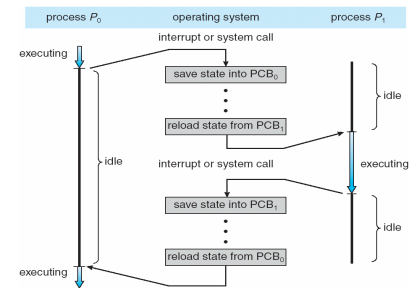 process P0 operating system process P1
interrupt or system call
executing
save state into PCB0
idle
reload state from PCB1
idle
interrupt or system call
executing
save state into PCB1
idle
reload state from PCB0
executing